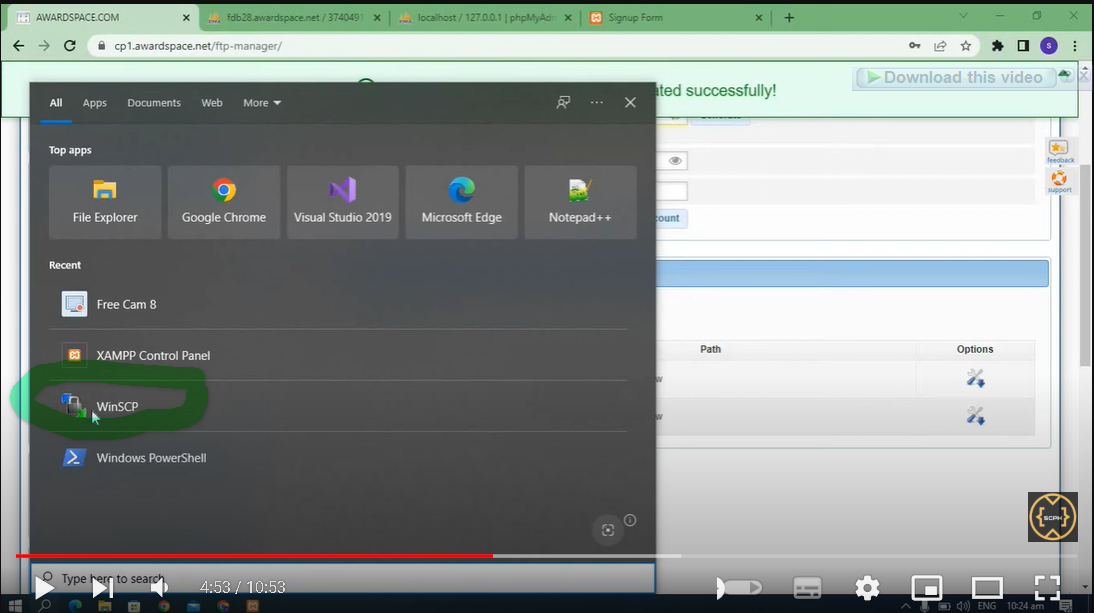 AWARDSPACE.COM
fdb28.awardspace.net / 3740491
localhost / 127.0.0.1 | phpMyAdm
Signup Form
cp1.awardspace.net/ftp-manager/
S
ated successfully!
Download this video
All
Apps
Documents
Web
More
Top apps
File Explorer
Google Chrome
Visual Studio 2019
Microsoft Edge
Notepad++
feedback
support
count
Recent
Free Cam 8
XAMPP Control Panel
WinSCP
Windows PowerShell
Path
Options
SCPH
Type here to search
4:53 / 10:53
ENG
10:24 am